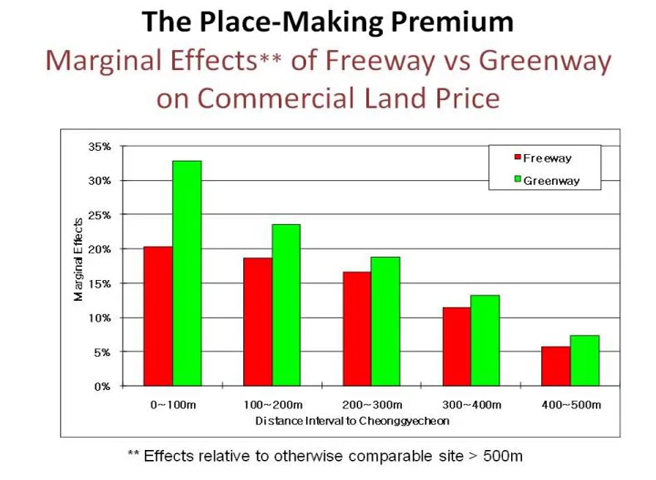 The Place-Making Premium
Marginal Effects** of Freeway vs Greenway
on Commercial Land Price
35%
30%
25%
20%
15%
10%
5%
0%
Marginal Effects
Freeway
Greenway
0~100m
100~200m
200~300m
300~400m
400~500m
Distance Interval to Cheonggyecheon
** Effects relative to otherwise comparable site > 500m